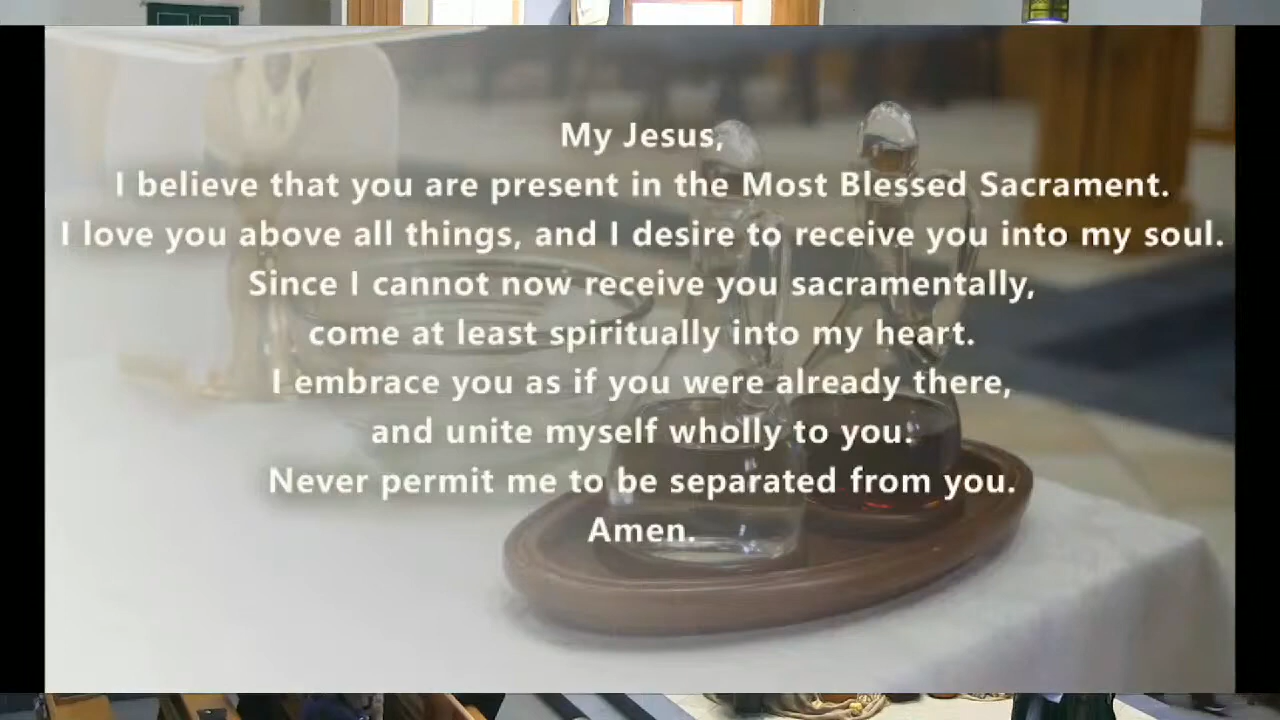 My Jesus,
I believe that you are present in the Most Blessed Sacrament.
I love you above all things, and I desire to receive you into my soul.
Since I cannot now receive you sacramentally,
come at least spiritually into my heart.
I embrace you as if you were already there,
and unite myself wholly to you.
Never permit me to be separated from you.
Amen.